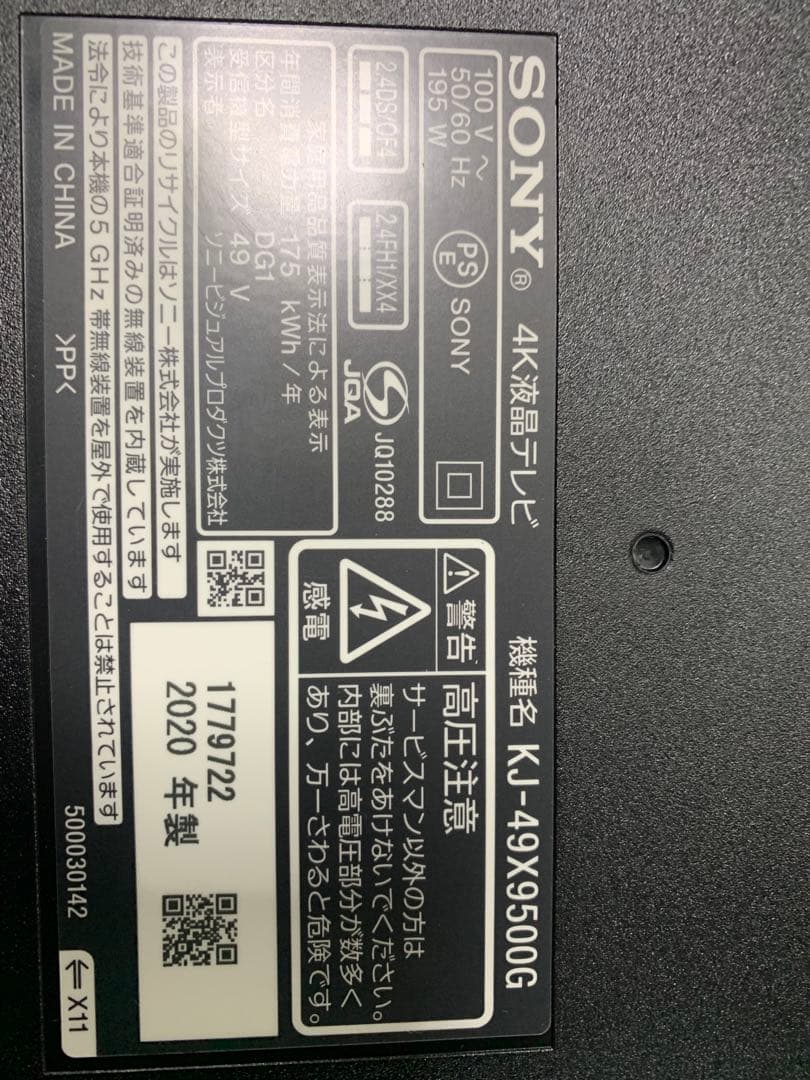 SONY® 4K液晶テレビ 機種名 KJ-49X9500G
100 V ～
50/60 Hz
195 W
PS
E
SONY
2.4DS/OF4
2.4FH1/XX4
JQA
JQ10288
家庭用品品質表示法による表示
年間消費電力量 175 kWh / 年
区分名 DG1
受信機型サイズ 49 V
表示者 ソニービジュアルプロダクツ株式会社
この製品のリサイクルはソニー株式会社が実施します
技術基準適合証明済みの無線装置を内蔵しています
法令により本機の5 GHz 帯無線装置を屋外で使用することは禁止されています
MADE IN CHINA >PP<
警告
高圧注意
感電
サービスマン以外の方は
裏ぶたをあけないでください。
内部には高電圧部分が数多く
あり、万一さわると危険です。
1779722
2020 年製
500030142
⇐ X11